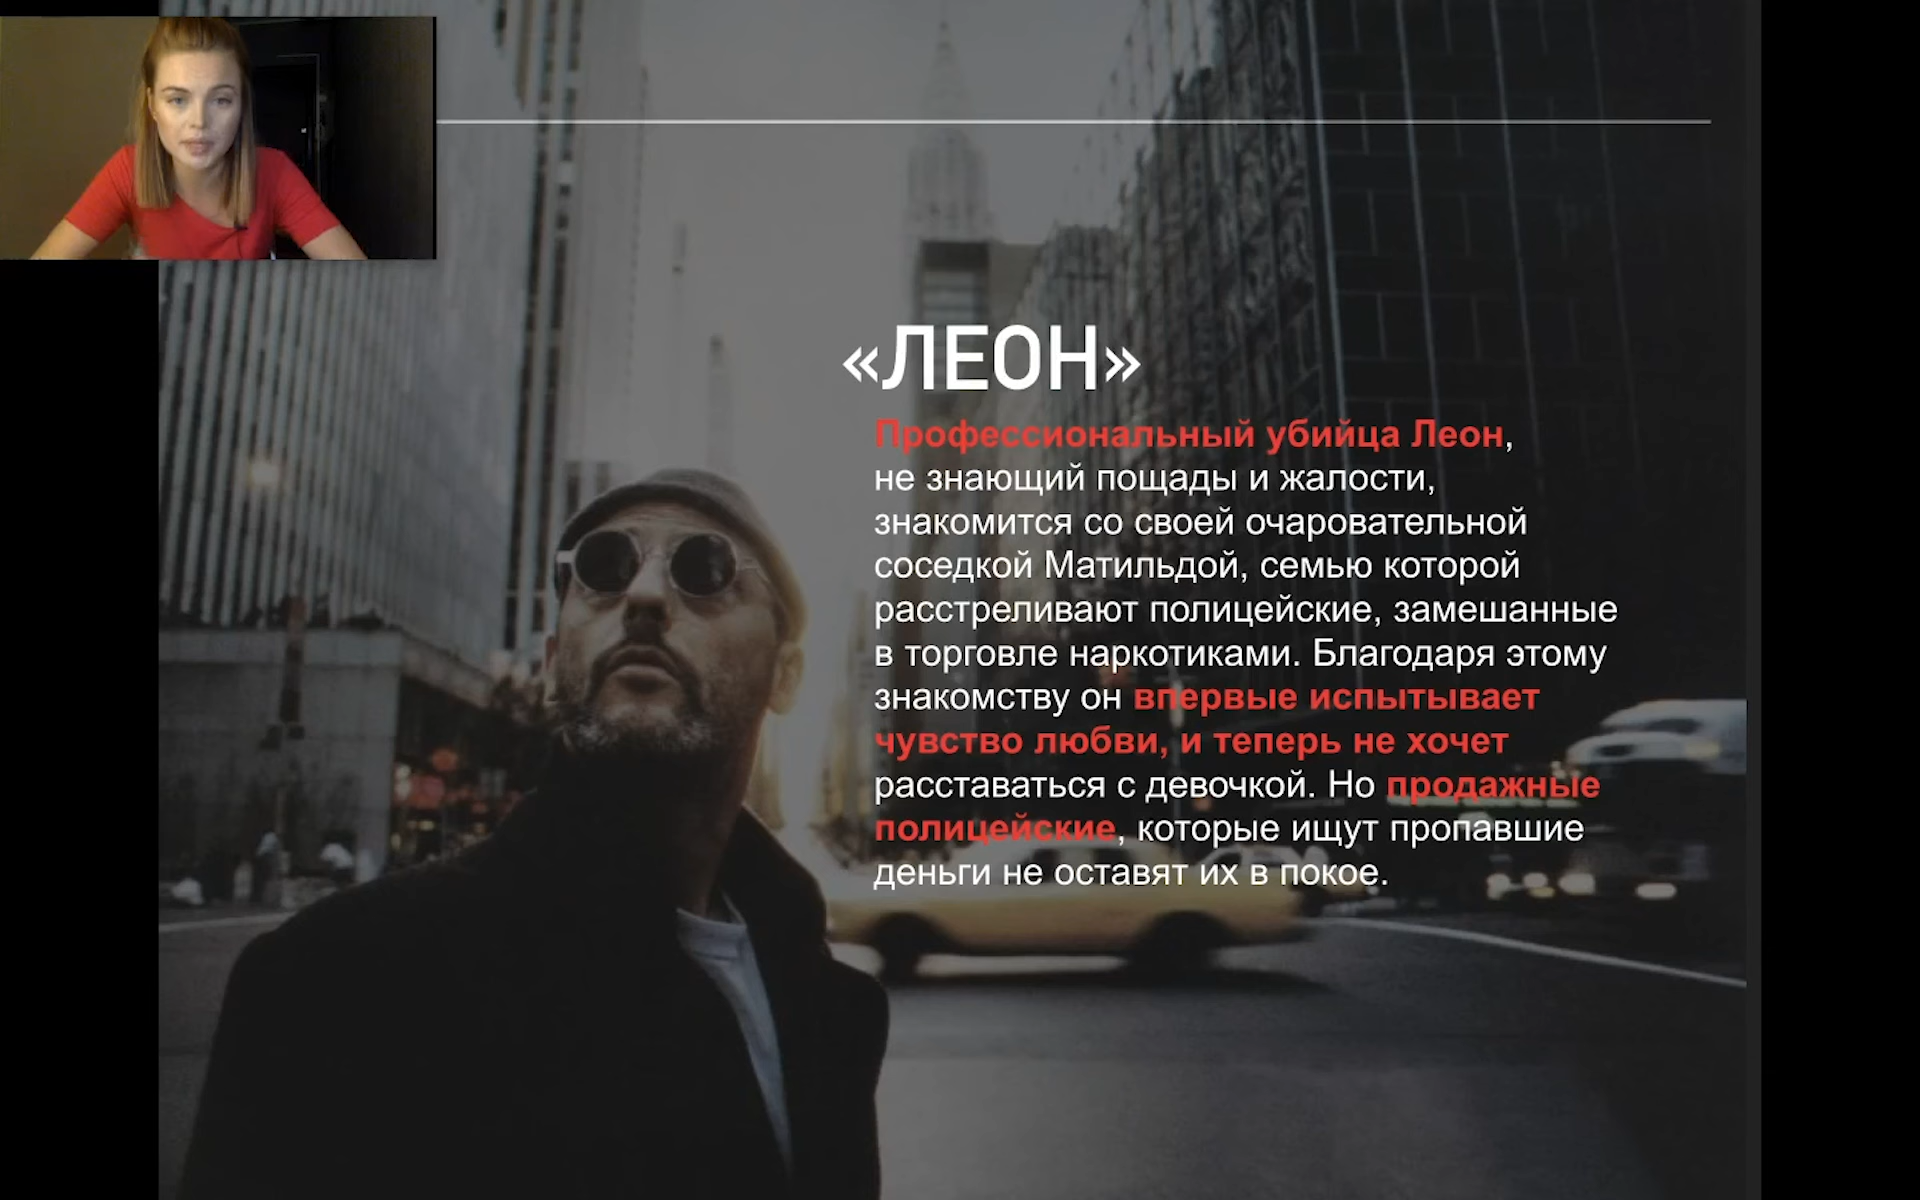 «ЛЕОН»
Профессиональный убийца Леон,
не знающий пощады и жалости,
знакомится со своей очаровательной
соседкой Матильдой, семью которой
расстреливают полицейские, замешанные
в торговле наркотиками. Благодаря этому
знакомству он впервые испытывает
чувство любви, и теперь не хочет
расставаться с девочкой. Но продажные
полицейские, которые ищут пропавшие
деньги не оставят их в покое.